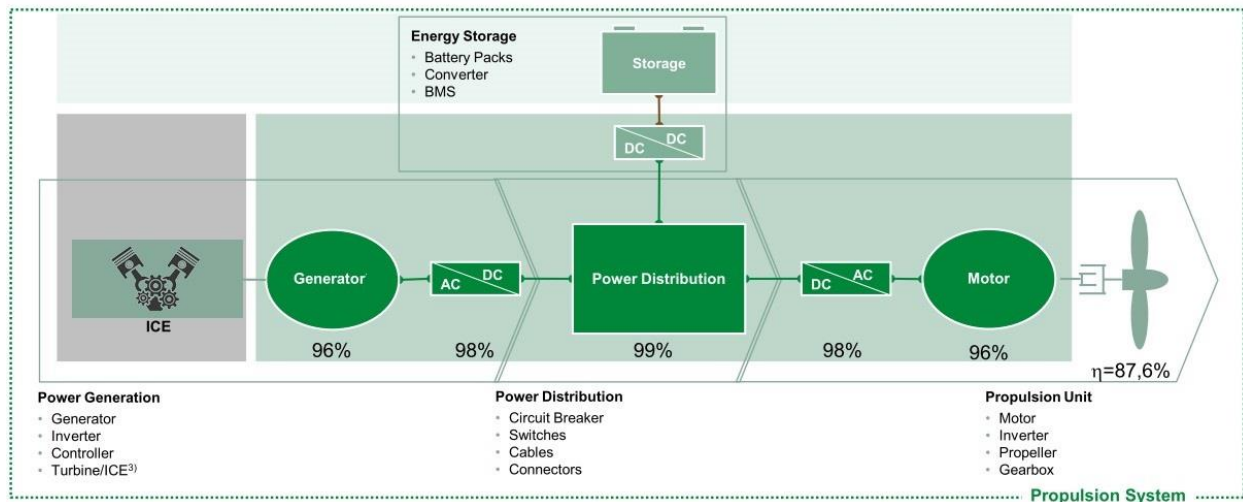 Energy Storage
• Battery Packs
• Converter
• BMS
Storage
DC DC
Generator
AC DC
Power Distribution
DC AC
Motor
ICE
96% 98% 99% 98% 96%
η=87,6%
Power Generation
• Generator
• Inverter
• Controller
• Turbine/ICE³⁾
Power Distribution
• Circuit Breaker
• Switches
• Cables
• Connectors
Propulsion Unit
• Motor
• Inverter
• Propeller
• Gearbox
Propulsion System